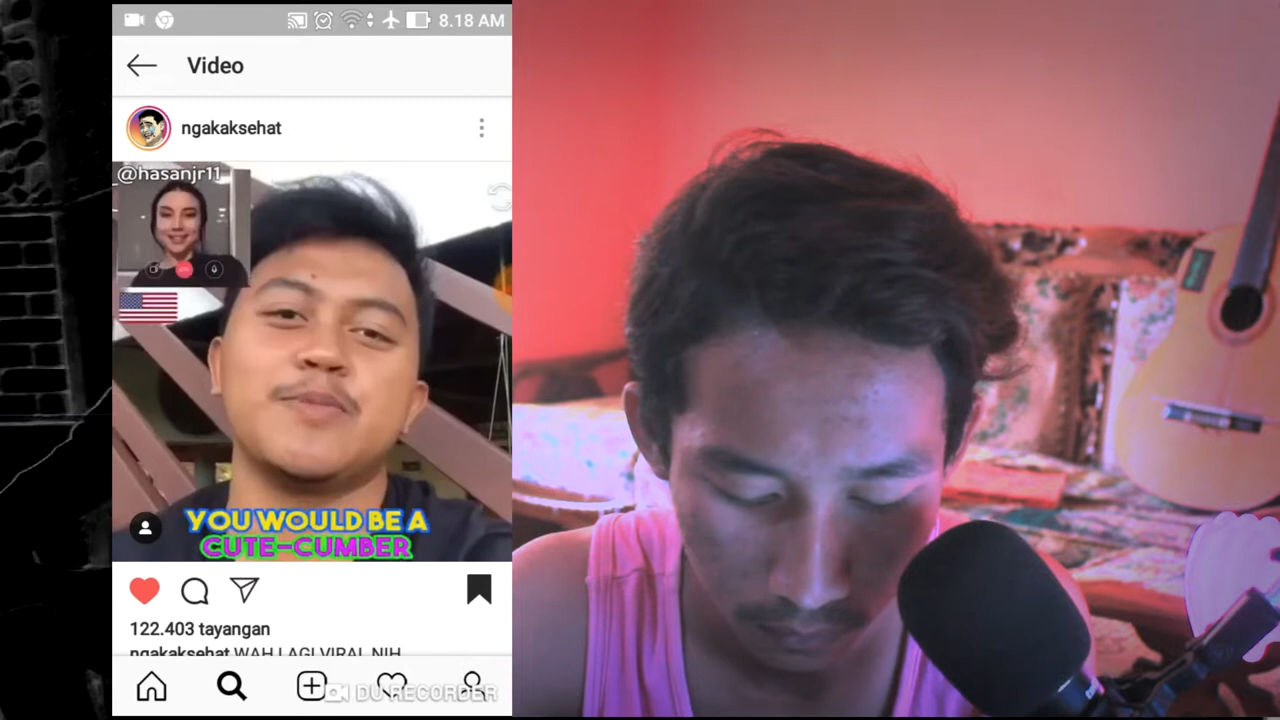 8.18 AM
Video
ngakaksehat
@hasanjr11
YOU WOULD BE A
CUTE-CUMBER
122.403 tayangan
ngakaksehat WAH LAGI VIRAL NIH
DU RECORDER